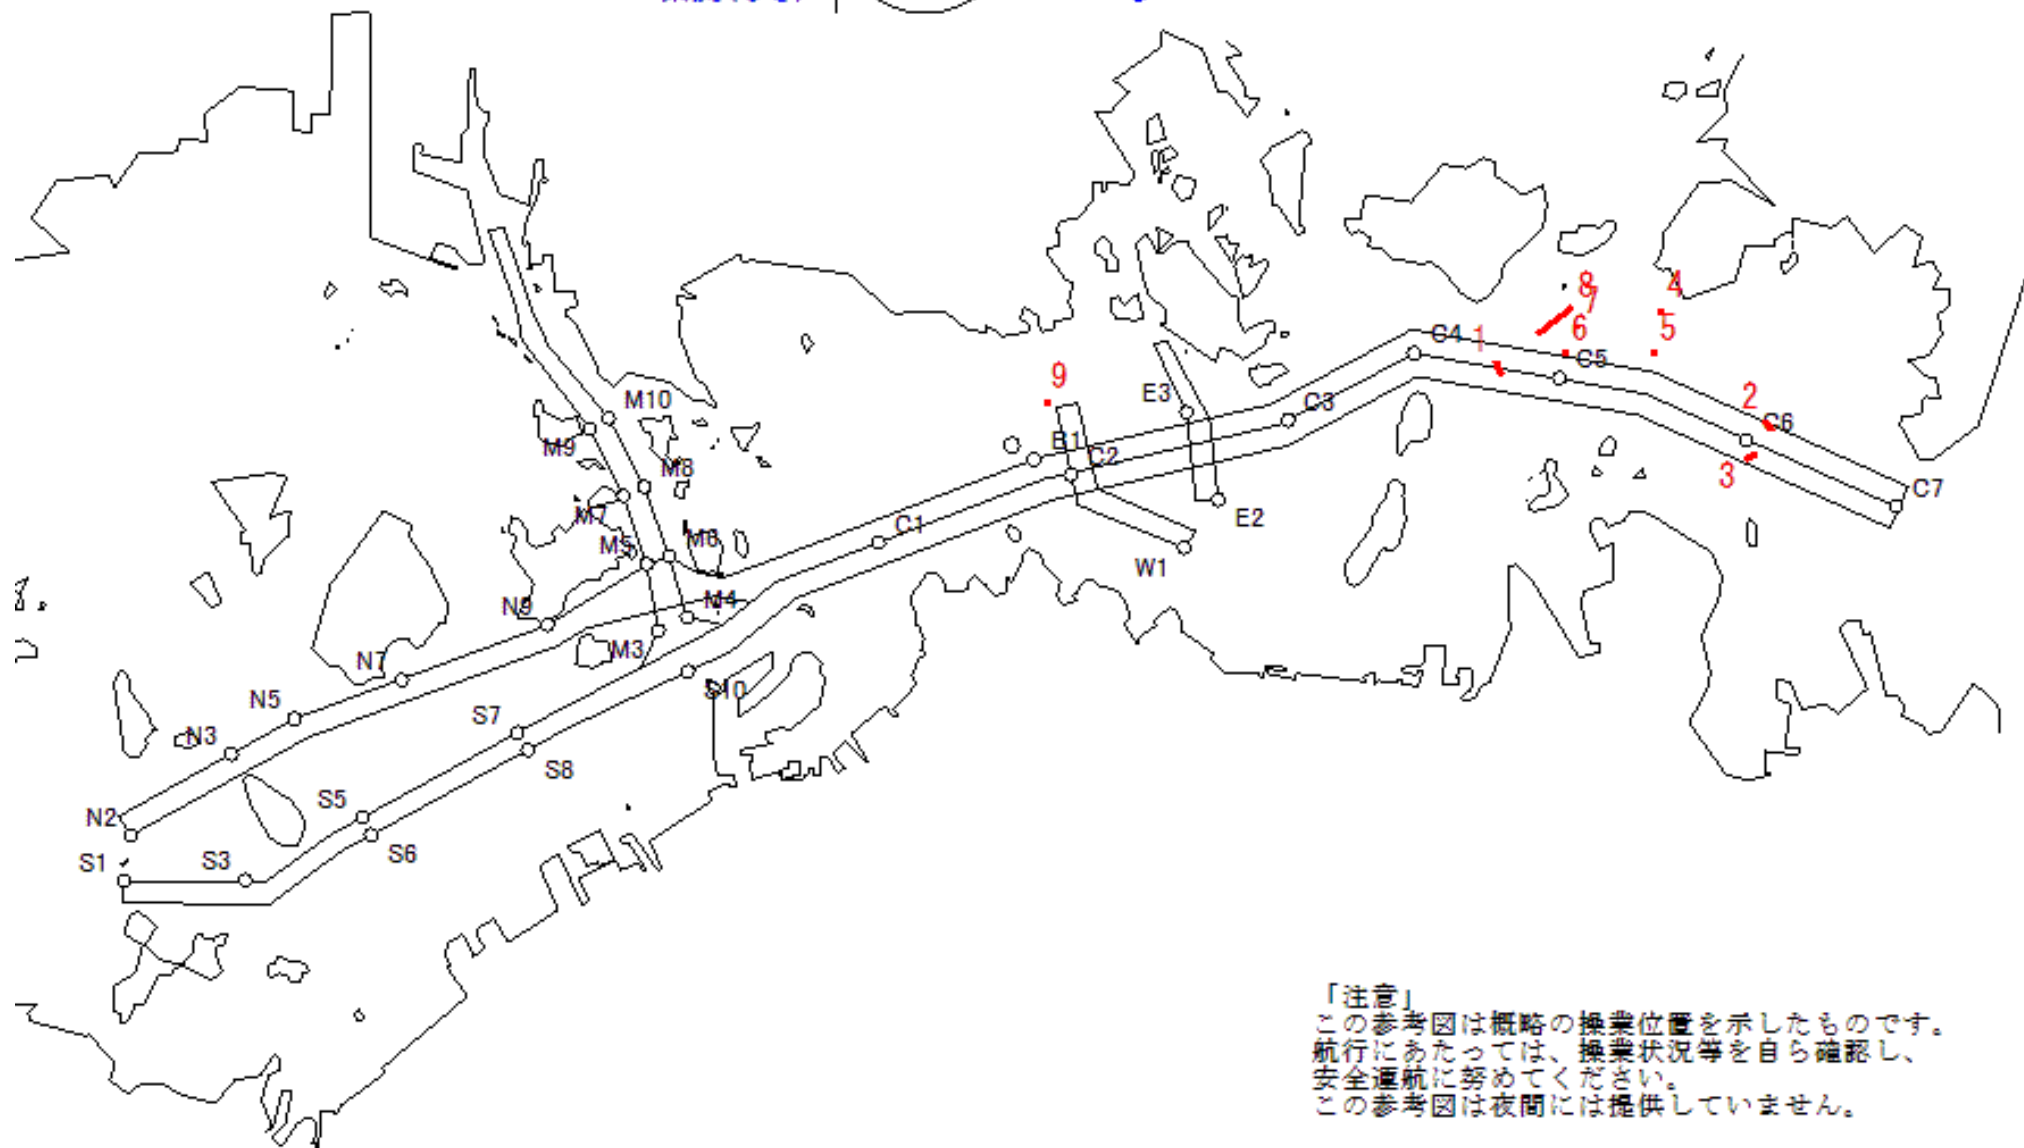 8
4
7
1
6
5
C4
C5
9
E3
2
M10
C3
C6
B1
M9
C2
M8
3
C7
M7
E2
C1
M5
M6
W1
N9
M4
M3
N7
S10
N5
S7
N3
S8
S5
N2
S6
S1
S3
「注意」
この参考図は概略の操業位置を示したものです。
航行にあたっては、操業状況等を自ら確認し、
安全運航に努めてください。
この参考図は夜間には提供していません。